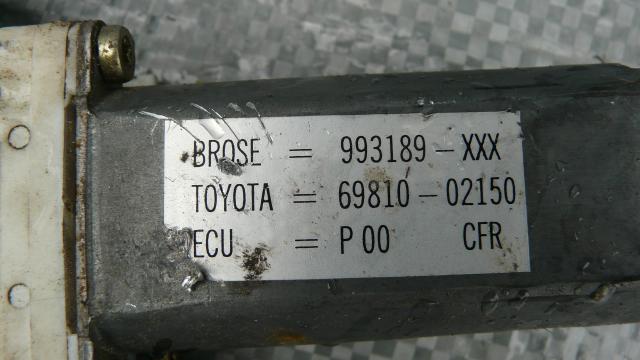 BROSE = 993189-XXX
TOYOTA = 69810-02150
ECU = P 00 CFR